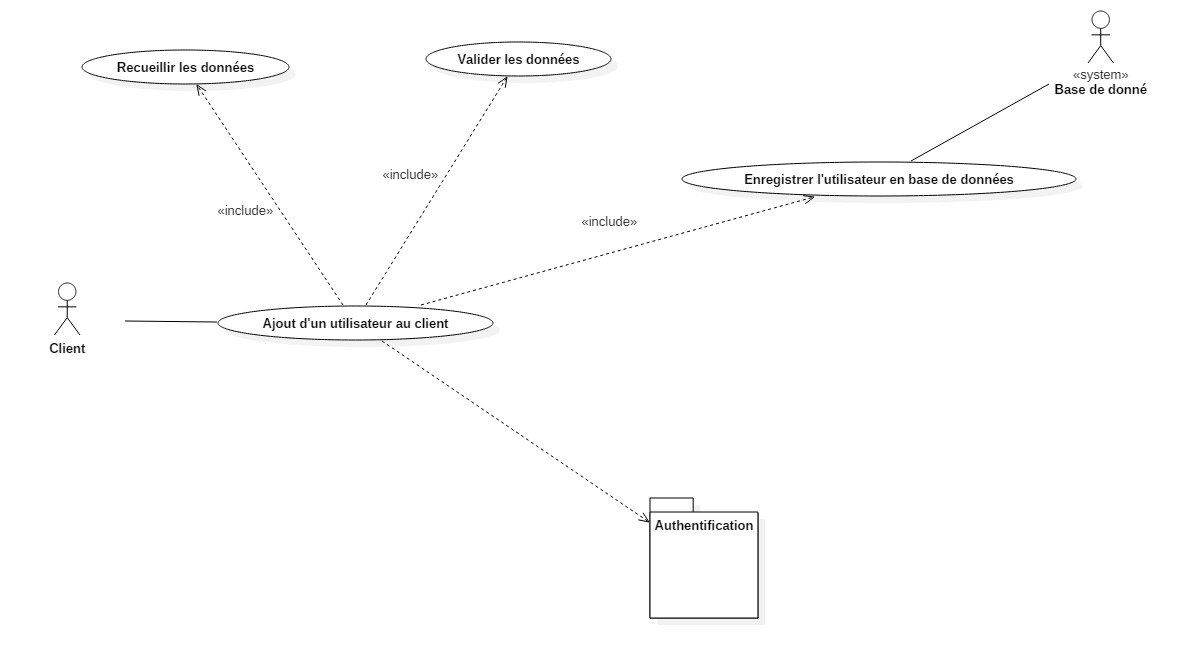 Recueillir les données
Valider les données
«system»
Base de donné
Enregistrer l'utilisateur en base de données
«include»
«include»
«include»
Ajout d'un utilisateur au client
Client
Authentification